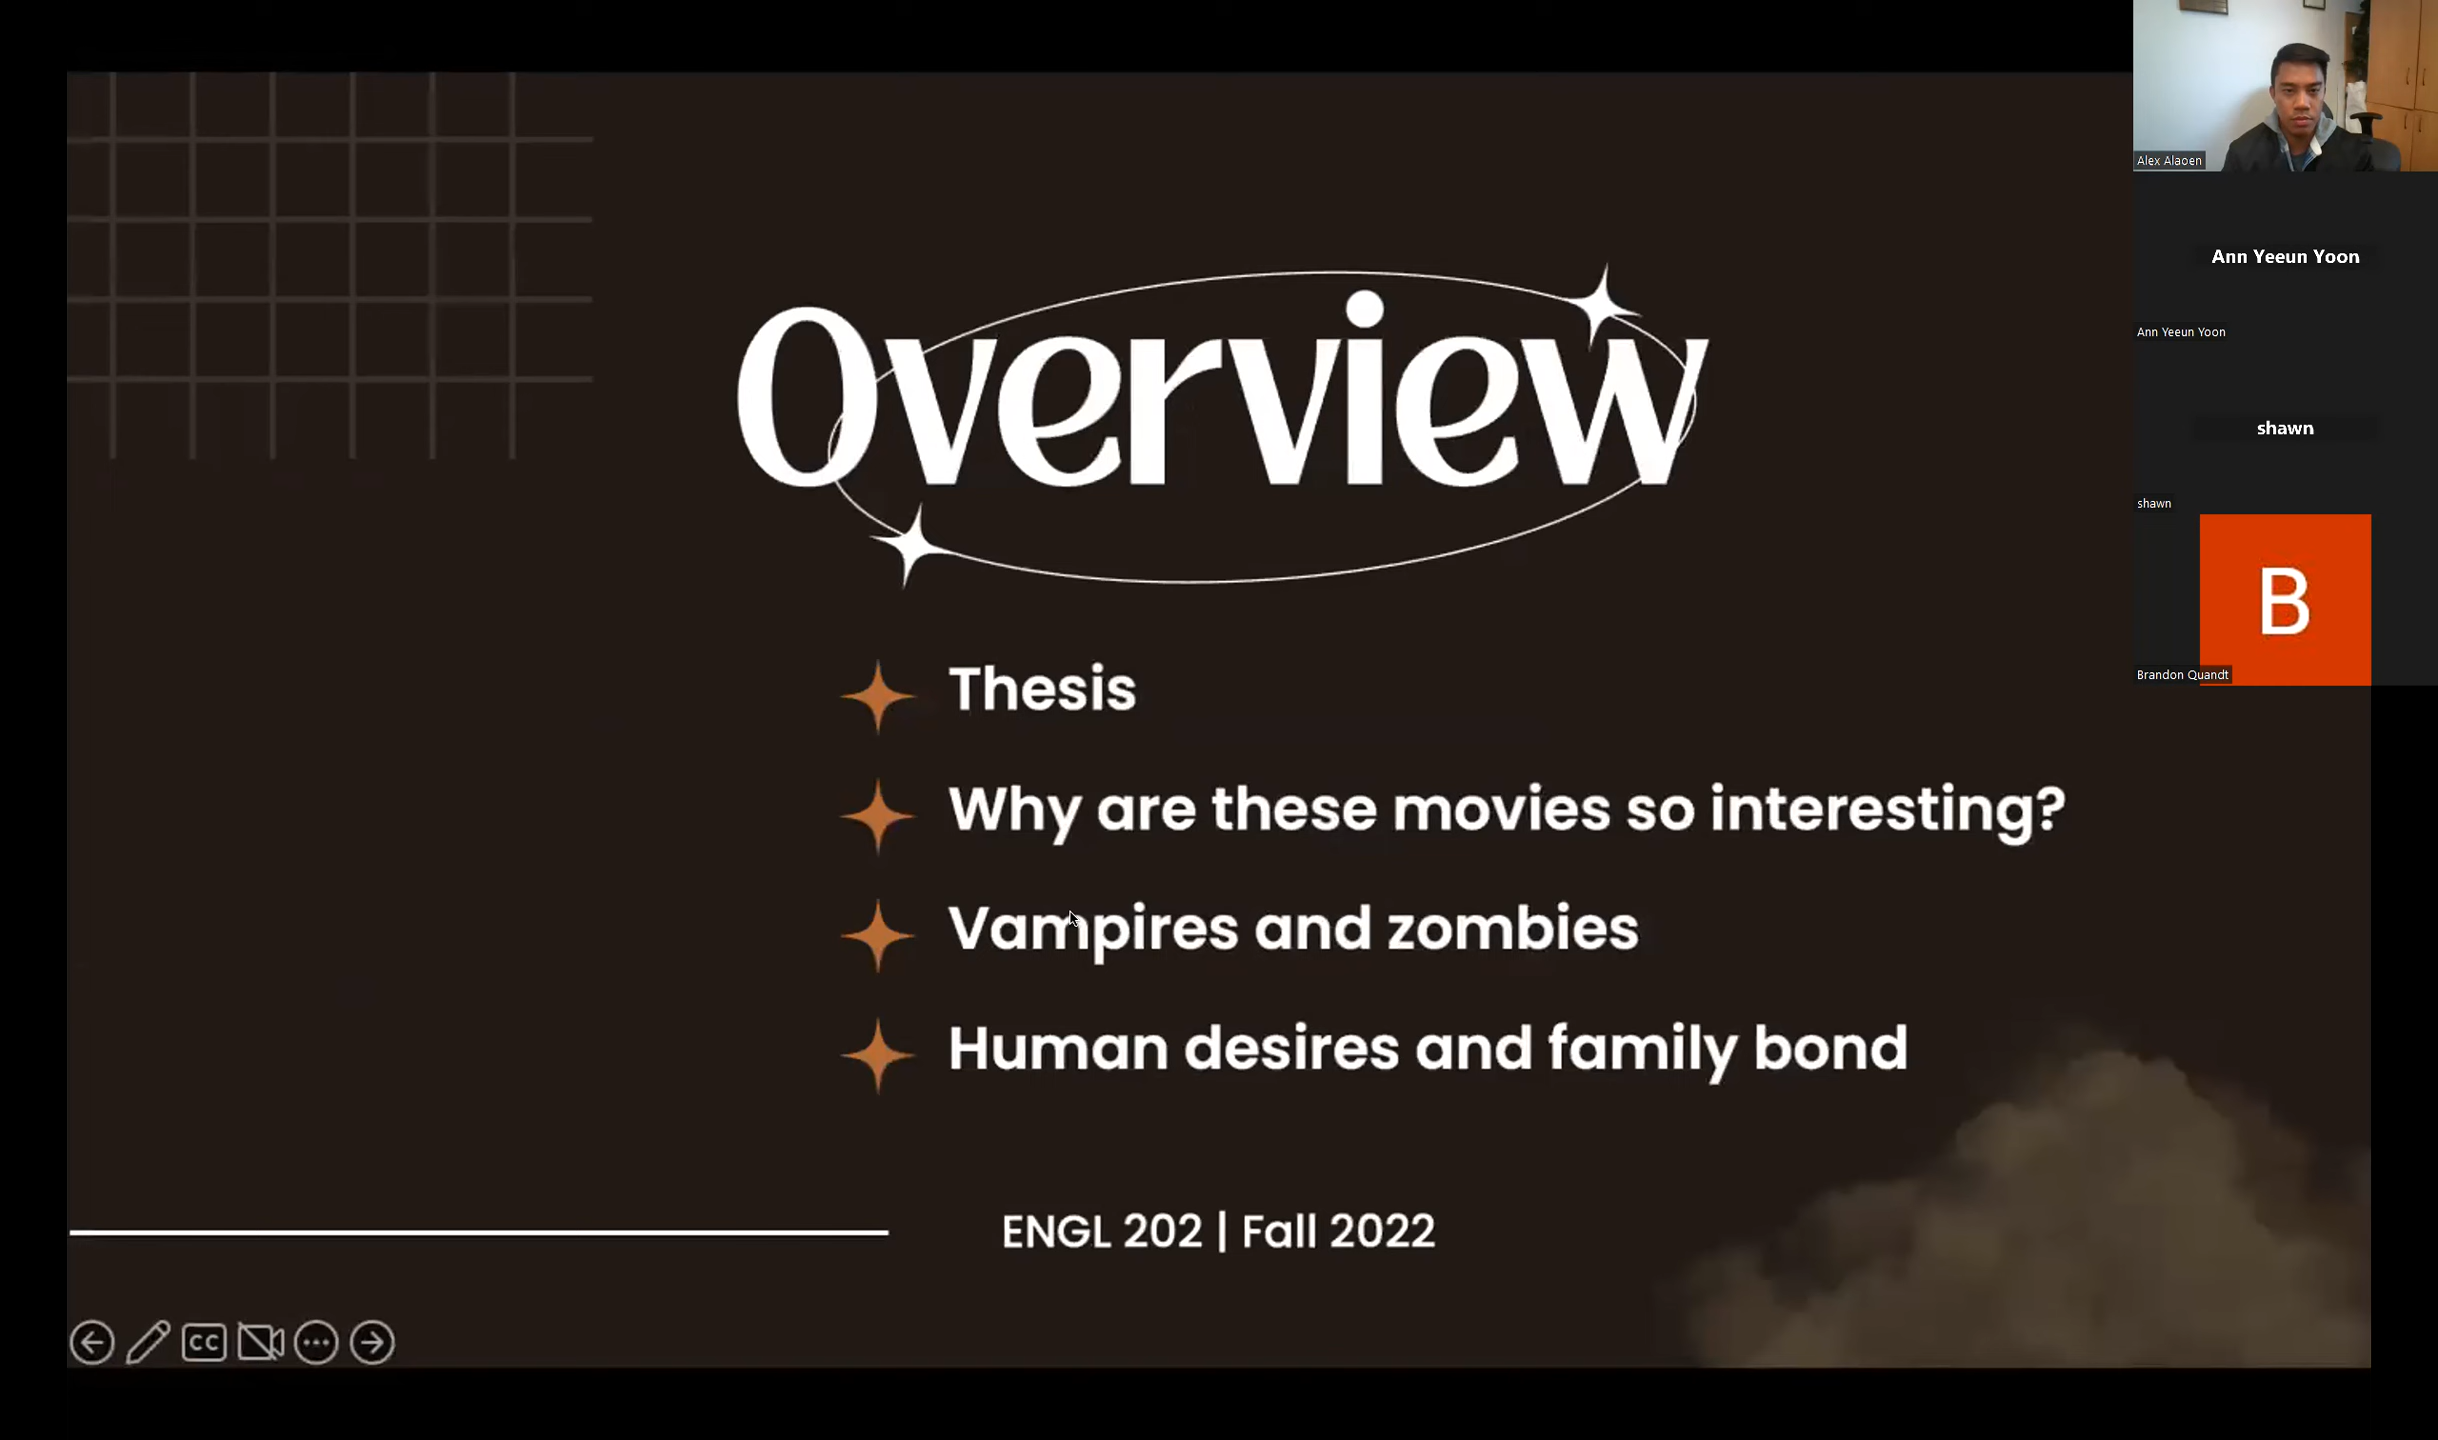 Overview
Thesis
Why are these movies so interesting?
Vampires and zombies
Human desires and family bond
ENGL 202 | Fall 2022
CC
Alex Alaoen
Ann Yeeun Yoon
Ann Yeeun Yoon
shawn
shawn
B
Brandon Quandt